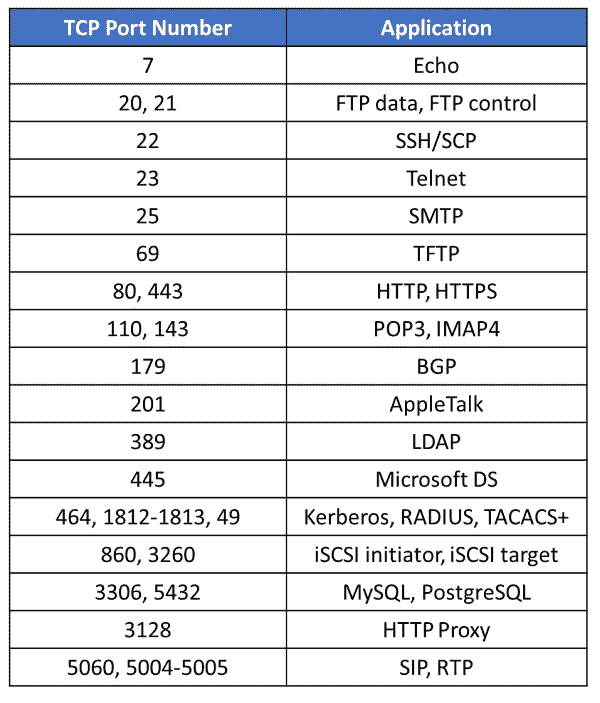 TCP Port Number Application
7 Echo
20, 21 FTP data, FTP control
22 SSH/SCP
23 Telnet
25 SMTP
69 TFTP
80, 443 HTTP, HTTPS
110, 143 POP3, IMAP4
179 BGP
201 AppleTalk
389 LDAP
445 Microsoft DS
464, 1812-1813, 49 Kerberos, RADIUS, TACACS+
860, 3260 iSCSI initiator, iSCSI target
3306, 5432 MySQL, PostgreSQL
3128 HTTP Proxy
5060, 5004-5005 SIP, RTP